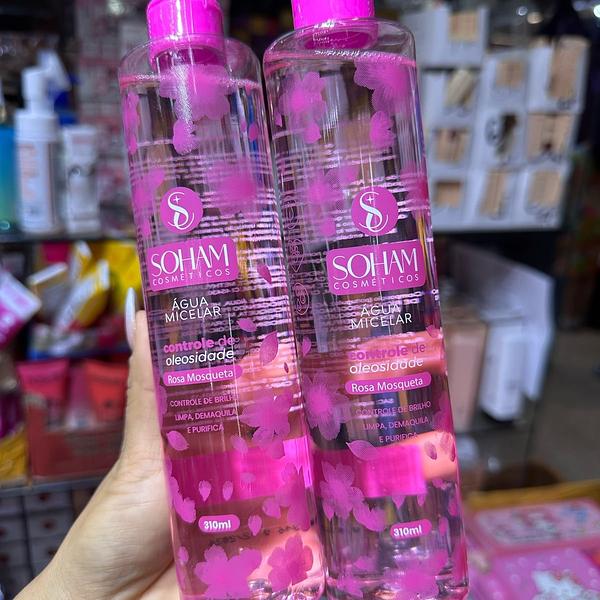 SOHAM
COSMÉTICOS
ÁGUA
MICELAR
controle de
oleosidade
Rosa Mosqueta
CONTROLE DE BRILHO
LIMPA, DEMAQUILA
E PURIFICA
310ml
SOHAM
COSMÉTICOS
ÁGUA
MICELAR
controle de
oleosidade
Rosa Mosqueta
CONTROLE DE BRILHO
LIMPA, DEMAQUILA
E PURIFICA
310ml